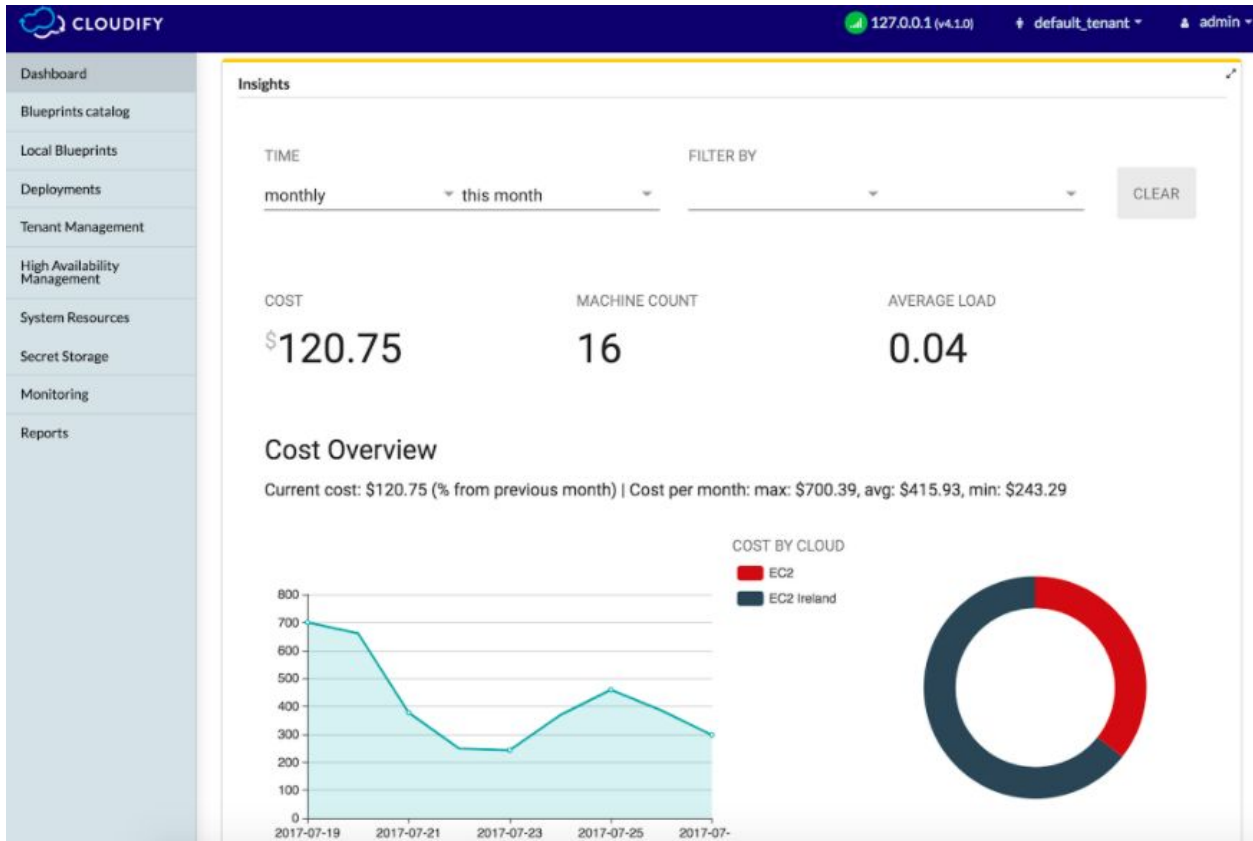 CLOUDIFY
127.0.0.1 (v4.1.0) default_tenant admin
Dashboard
Blueprints catalog
Local Blueprints
Deployments
Tenant Management
High Availability
Management
System Resources
Secret Storage
Monitoring
Reports
Insights
TIME FILTER BY
monthly this month CLEAR
COST MACHINE COUNT AVERAGE LOAD
$120.75 16 0.04
Cost Overview
Current cost: $120.75 (% from previous month) | Cost per month: max: $700.39, avg: $415.93, min: $243.29
COST BY CLOUD
EC2
EC2 Ireland
800
700
600
500
400
300
200
100
0
2017-07-19 2017-07-21 2017-07-23 2017-07-25 2017-07-